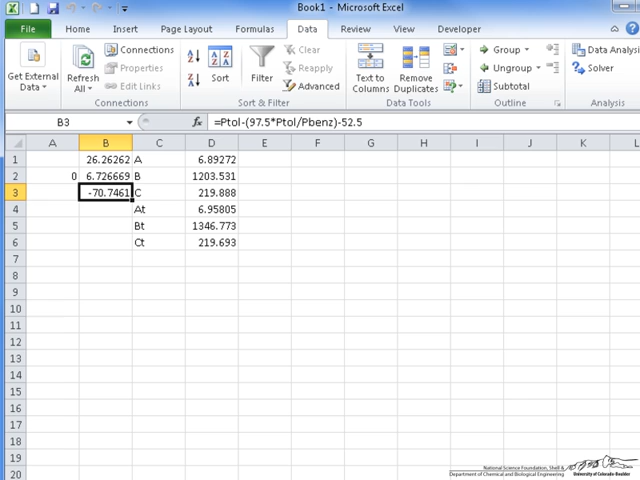 Book1 - Microsoft Excel
File Home Insert Page Layout Formulas Data Review View Developer
Get External Data Refresh All Connections Properties Edit Links Sort Filter Clear Reapply Advanced Text to Columns Remove Duplicates Group Ungroup Subtotal Data Analysis Solver
Connections Sort & Filter Data Tools Outline Analysis
B3 fx =Ptol-(97.5*Ptol/Pbenz)-52.5
A B C D E F G H I J K L
1 26.26262 A 6.89272
2 0 6.726669 B 1203.531
3 -70.7461 C 219.888
4 At 6.95805
5 Bt 1346.773
6 Ct 219.693
7
8
9
10
11
12
13
14
15
16
17
18
19
20
National Science Foundation, Shell &
Department of Chemical and Biological Engineering
University of Colorado Boulder